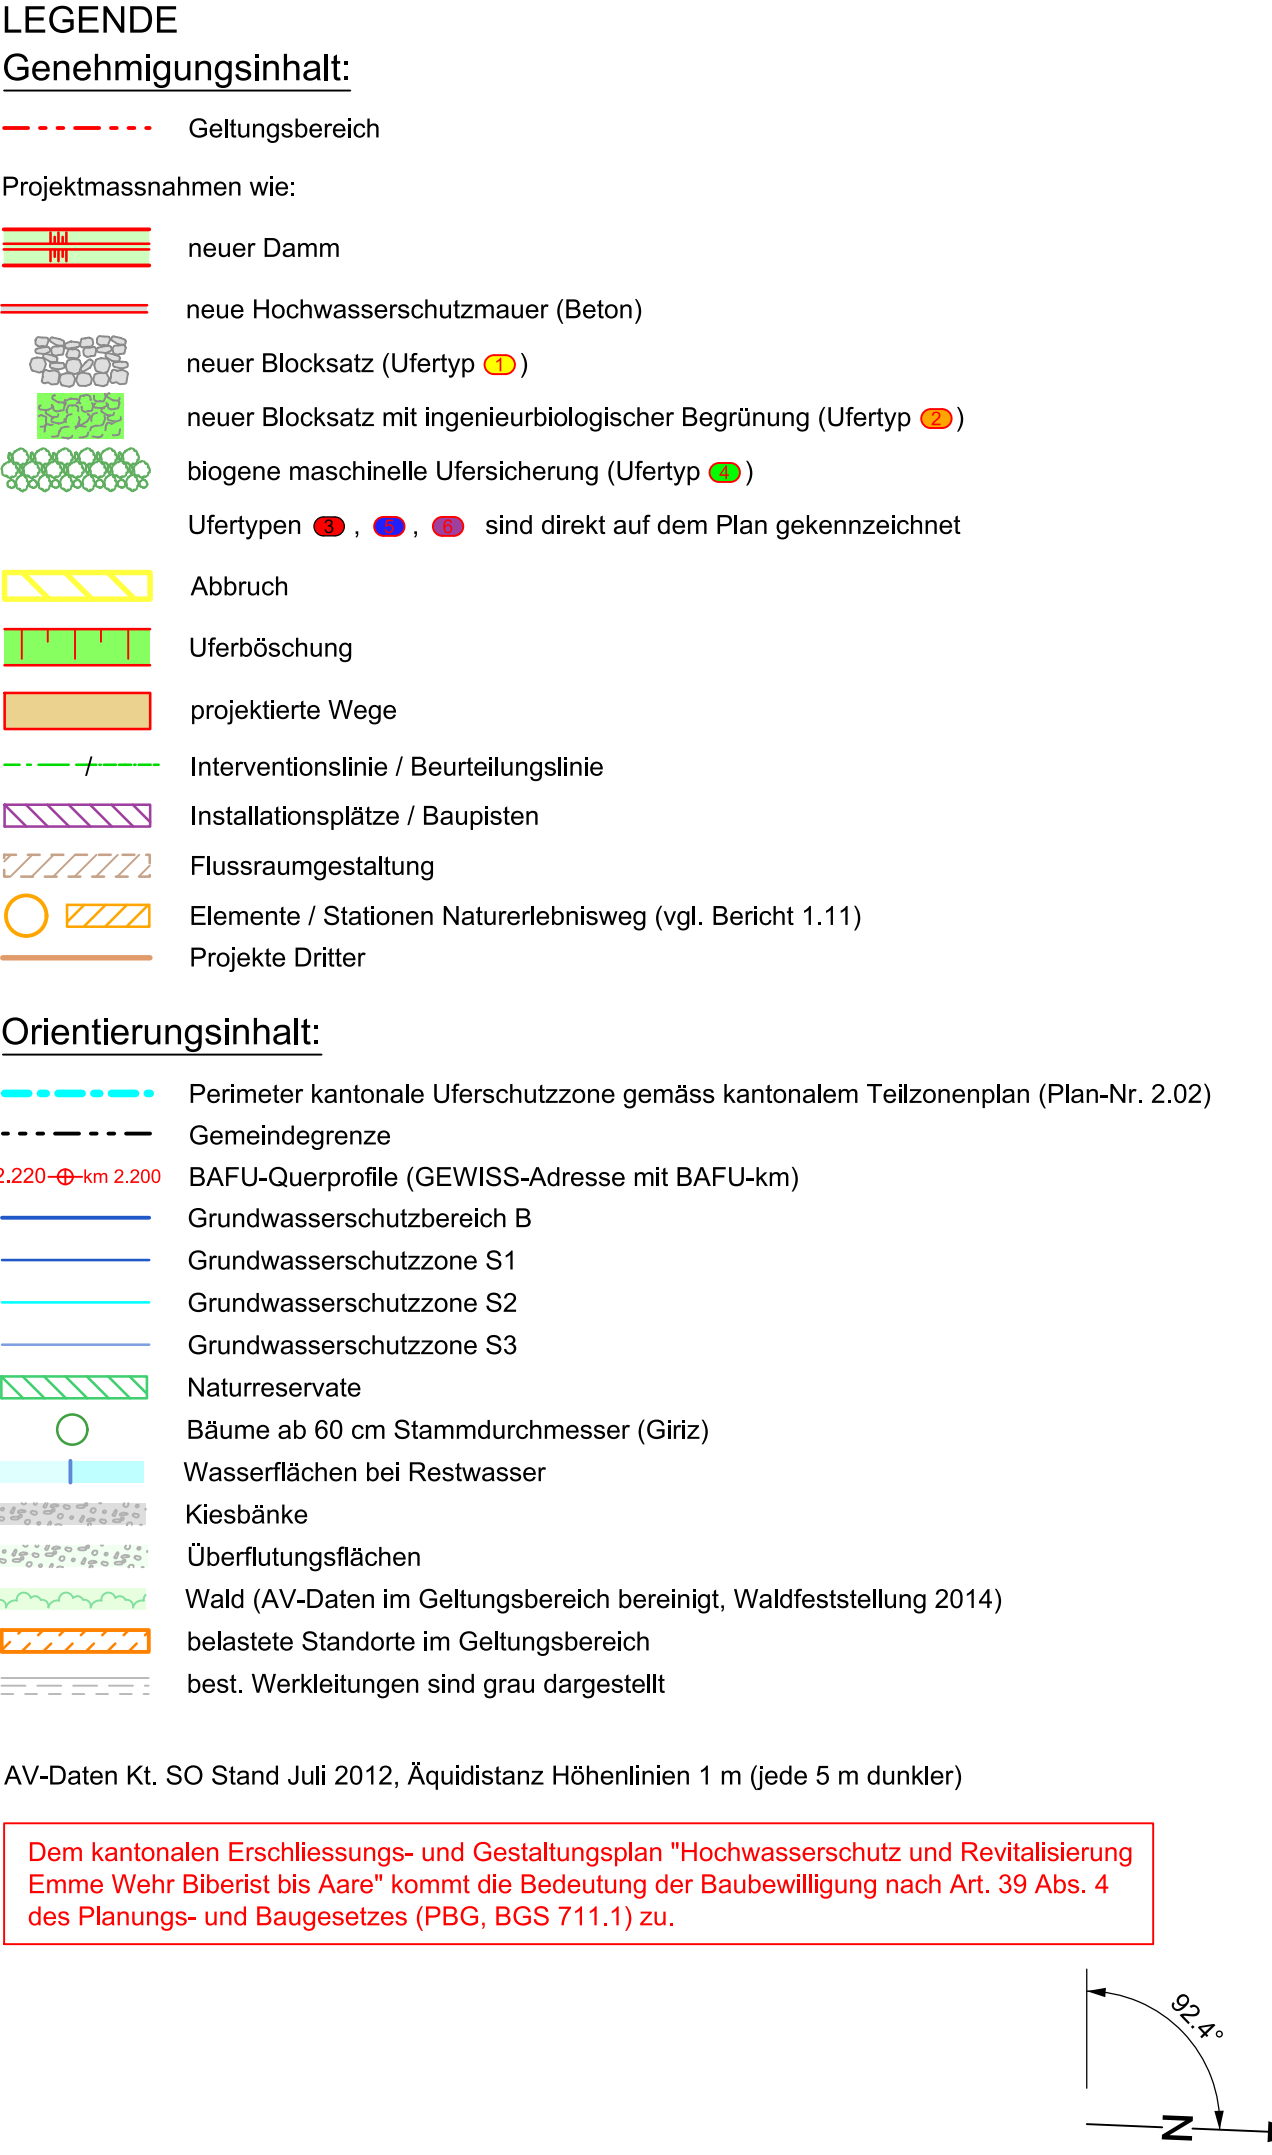 LEGENDE
Genehmigungsinhalt:
Geltungsbereich
Projektmassnahmen wie:
neuer Damm
neue Hochwasserschutzmauer (Beton)
neuer Blocksatz (Ufertyp 1)
neuer Blocksatz mit ingenieurbiologischer Begrünung (Ufertyp 2)
biogene maschinelle Ufersicherung (Ufertyp 4)
Ufertypen 3, 5, 6 sind direkt auf dem Plan gekennzeichnet
Abbruch
Uferböschung
projektierte Wege
/ Interventionslinie / Beurteilungslinie
Installationsplätze / Baupisten
Flussraumgestaltung
Elemente / Stationen Naturerlebnisweg (vgl. Bericht 1.11)
Projekte Dritter
Orientierungsinhalt:
Perimeter kantonale Uferschutzzone gemäss kantonalem Teilzonenplan (Plan-Nr. 2.02)
Gemeindegrenze
2.220 km 2.200 BAFU-Querprofile (GEWISS-Adresse mit BAFU-km)
Grundwasserschutzbereich B
Grundwasserschutzzone S1
Grundwasserschutzzone S2
Grundwasserschutzzone S3
Naturreservate
Bäume ab 60 cm Stammdurchmesser (Giriz)
Wasserflächen bei Restwasser
Kiesbänke
Überflutungsflächen
Wald (AV-Daten im Geltungsbereich bereinigt, Waldfeststellung 2014)
belastete Standorte im Geltungsbereich
best. Werkleitungen sind grau dargestellt
AV-Daten Kt. SO Stand Juli 2012, Äquidistanz Höhenlinien 1 m (jede 5 m dunkler)
Dem kantonalen Erschliessungs- und Gestaltungsplan "Hochwasserschutz und Revitalisierung
Emme Wehr Biberist bis Aare" kommt die Bedeutung der Baubewilligung nach Art. 39 Abs. 4
des Planungs- und Baugesetzes (PBG, BGS 711.1) zu.
92.4°
N